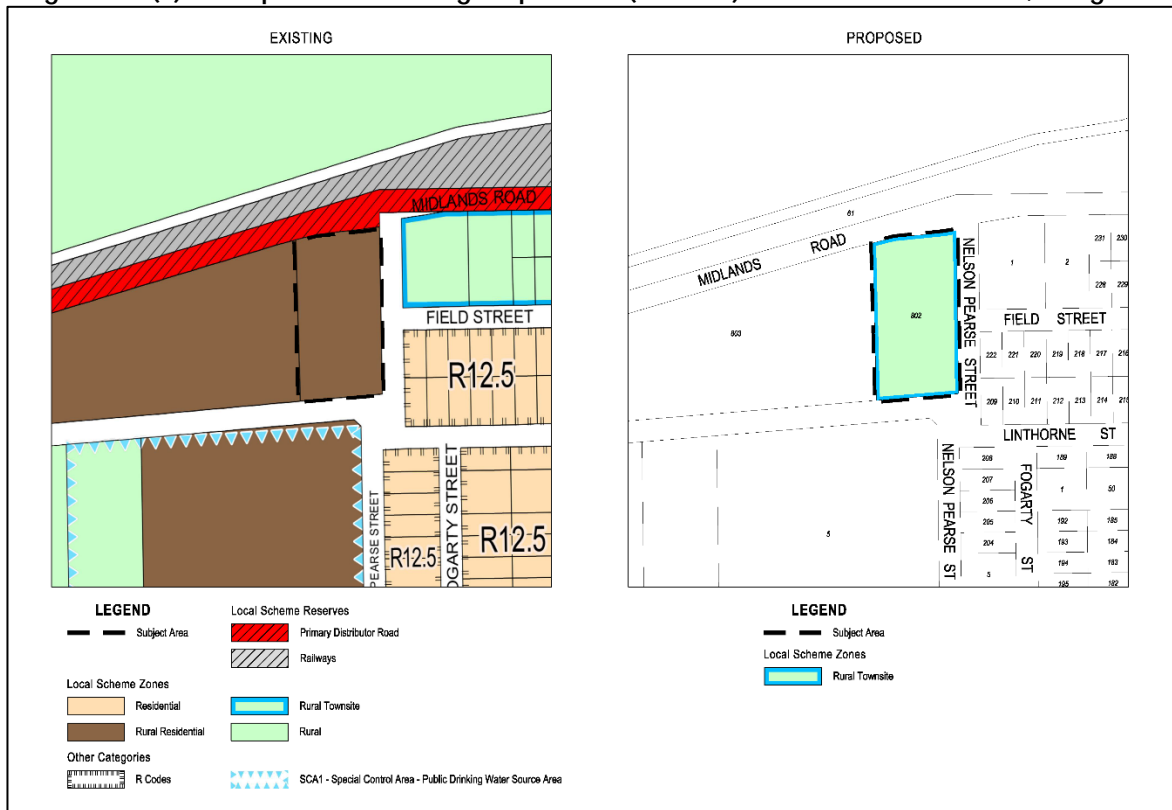 EXISTING
MIDLANDS ROAD
FIELD STREET
R12.5
PEARSE STREET
R12.5
FOGARTY STREET
R12.5
LEGEND
Subject Area
Local Scheme Reserves
Primary Distributor Road
Railways
Local Scheme Zones
Residential
Rural Townsite
Rural Residential
Rural
Other Categories
R Codes
SCA1 - Special Control Area - Public Drinking Water Source Area
PROPOSED
61
MIDLANDS ROAD
803
802
NELSON PEARSE STREET
1
2
231
230
228
229
FIELD STREET
222
221
220
219
218
217
216
209
210
211
212
213
214
215
LINTHORNE ST
NELSON PEARSE ST
FOGARTY ST
208
207
206
205
204
5
5
189
188
1
50
192
185
193
184
194
183
195
182
LEGEND
Subject Area
Local Scheme Zones
Rural Townsite